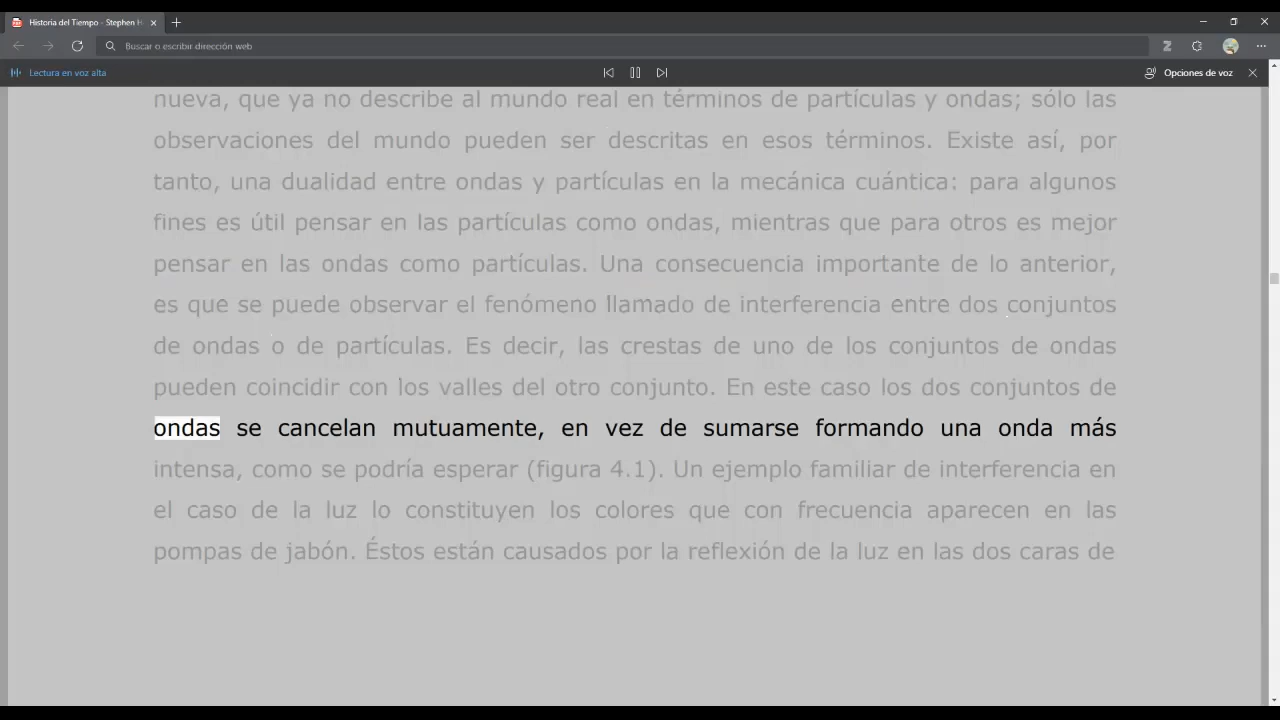 Historia del Tiempo - Stephen H
Buscar o escribir dirección web
Lectura en voz alta
Opciones de voz
nueva, que ya no describe al mundo real en términos de partículas y ondas; sólo las
observaciones del mundo pueden ser descritas en esos términos. Existe así, por
tanto, una dualidad entre ondas y partículas en la mecánica cuántica: para algunos
fines es útil pensar en las partículas como ondas, mientras que para otros es mejor
pensar en las ondas como partículas. Una consecuencia importante de lo anterior,
es que se puede observar el fenómeno llamado de interferencia entre dos conjuntos
de ondas o de partículas. Es decir, las crestas de uno de los conjuntos de ondas
pueden coincidir con los valles del otro conjunto. En este caso los dos conjuntos de
ondas se cancelan mutuamente, en vez de sumarse formando una onda más
intensa, como se podría esperar (figura 4.1). Un ejemplo familiar de interferencia en
el caso de la luz lo constituyen los colores que con frecuencia aparecen en las
pompas de jabón. Éstos están causados por la reflexión de la luz en las dos caras de